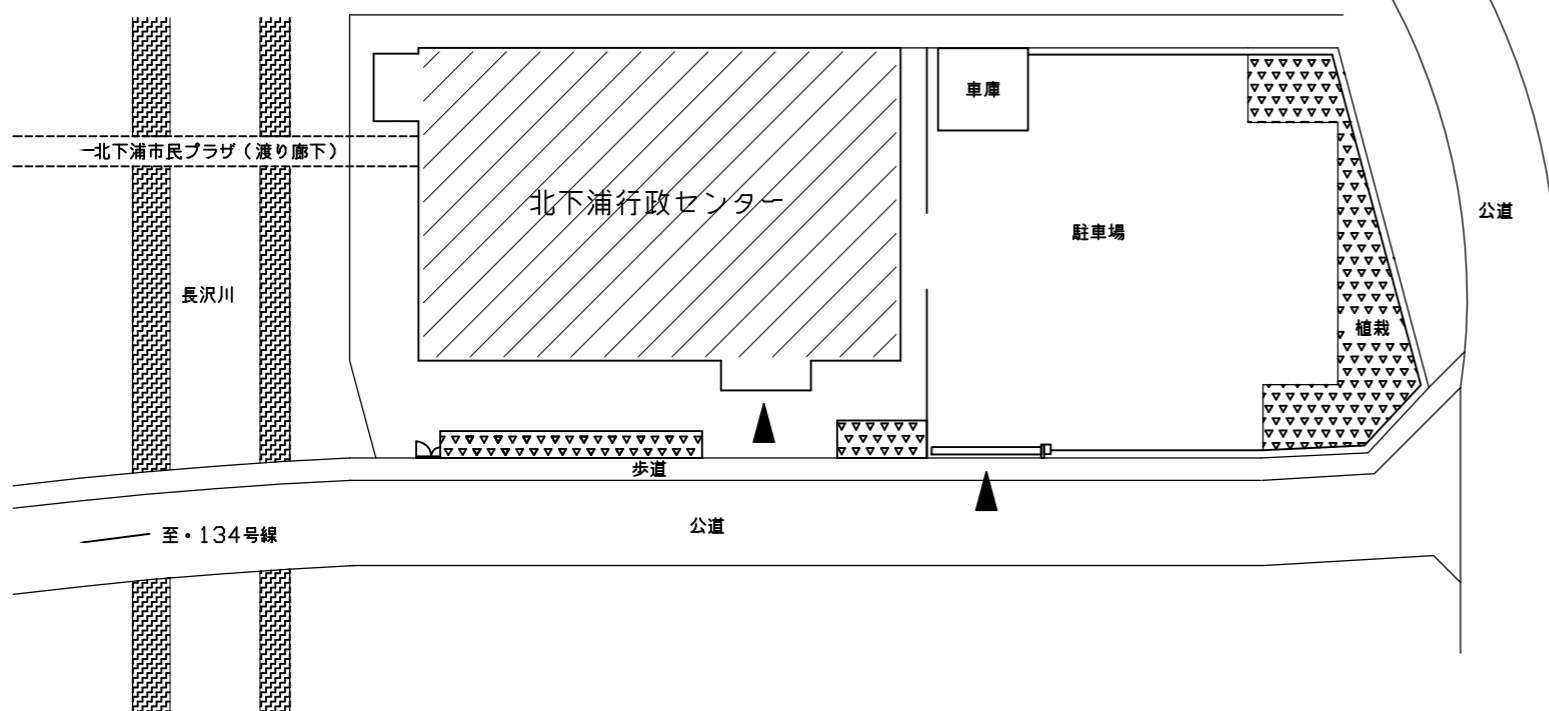 車庫
北下浦市民プラザ（渡り廊下）
北下浦行政センター
公道
駐車場
長沢川
植栽
歩道
公道
至・134号線